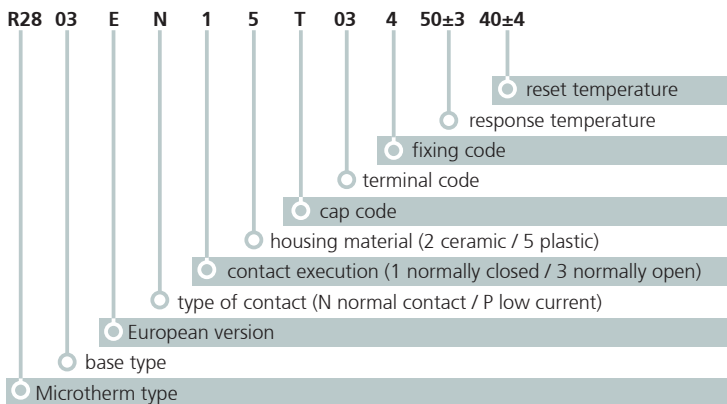 R28 03 E N 1 5 T 03 4 50±3 40±4
reset temperature
response temperature
fixing code
terminal code
cap code
housing material (2 ceramic / 5 plastic)
contact execution (1 normally closed / 3 normally open)
type of contact (N normal contact / P low current)
European version
base type
Microtherm type